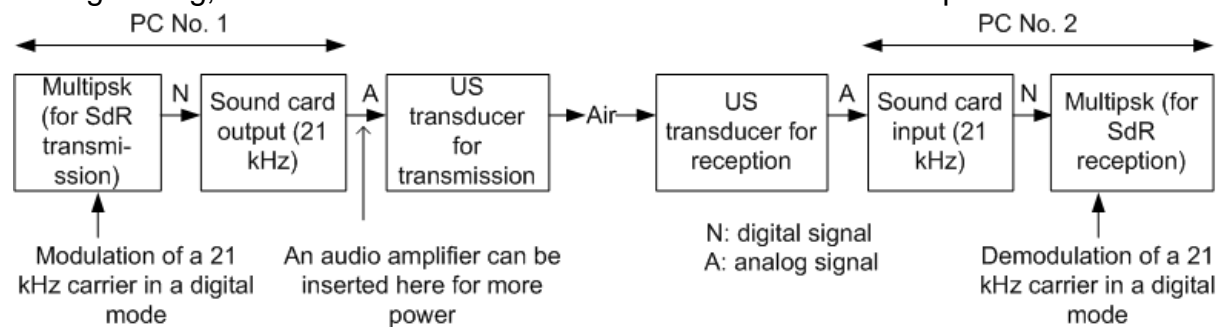 PC No. 1
PC No. 2
Multipsk
(for SdR
transmi-
ssion)
N
Sound card
output (21
kHz)
A
US
transducer
for
transmission
Air
US
transducer for
reception
A
Sound card
input (21
kHz)
N
Multipsk (for
SdR
reception)
Modulation of a 21
kHz carrier in a digital
mode
An audio amplifier can be
inserted here for more
power
N: digital signal
A: analog signal
Demodulation of a 21
kHz carrier in a digital
mode